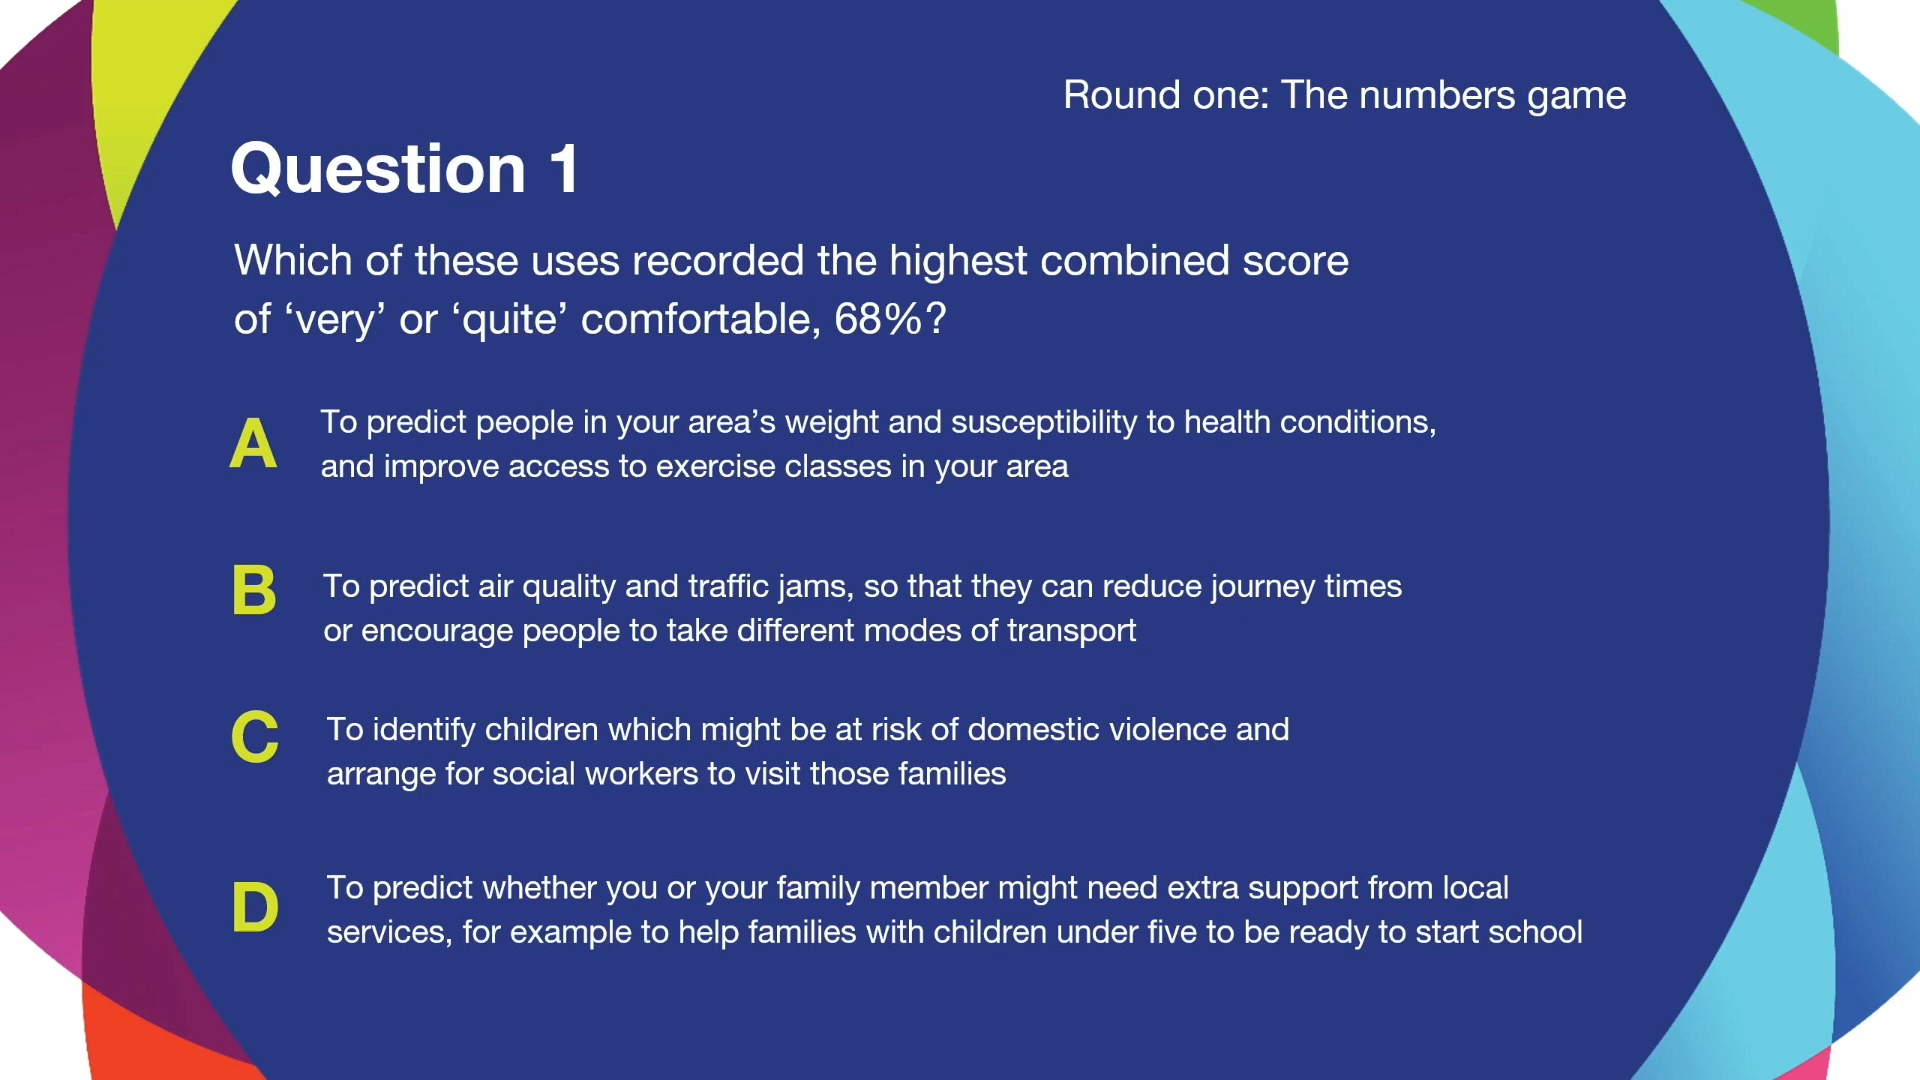 Round one: The numbers game
Question 1
Which of these uses recorded the highest combined score
of ‘very’ or ‘quite’ comfortable, 68%?
A
To predict people in your area’s weight and susceptibility to health conditions,
and improve access to exercise classes in your area
B
To predict air quality and traffic jams, so that they can reduce journey times
or encourage people to take different modes of transport
C
To identify children which might be at risk of domestic violence and
arrange for social workers to visit those families
D
To predict whether you or your family member might need extra support from local
services, for example to help families with children under five to be ready to start school